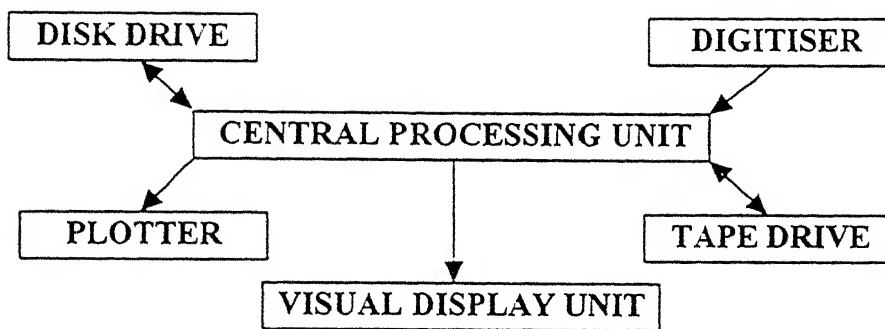 DISK DRIVE
DIGITISER
CENTRAL PROCESSING UNIT
PLOTTER
TAPE DRIVE
VISUAL DISPLAY UNIT